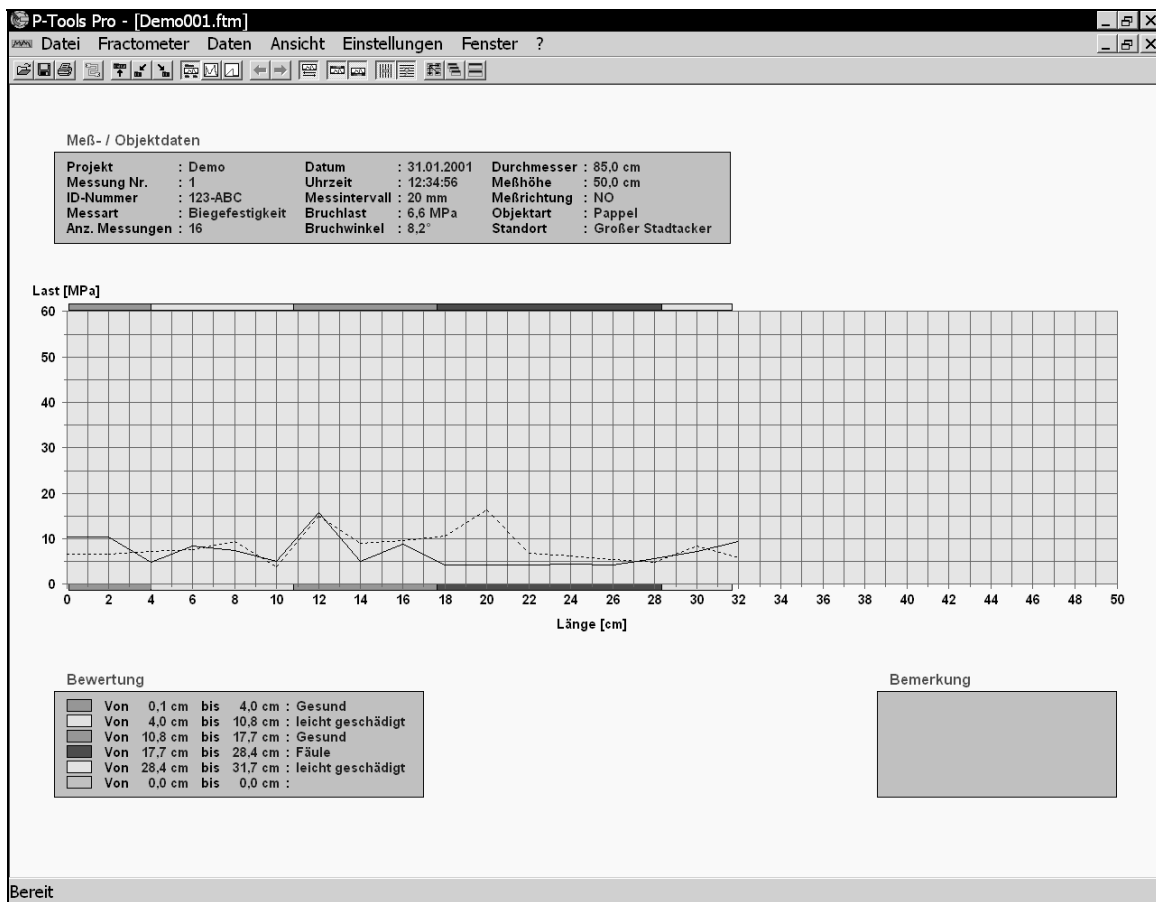 P-Tools Pro - [Demo001.ftm]
Datei Fractometer Daten Ansicht Einstellungen Fenster ?
Meß- / Objektdaten
Projekt : Demo Datum : 31.01.2001 Durchmesser : 85,0 cm
Messung Nr. : 1 Uhrzeit : 12:34:56 Meßhöhe : 50,0 cm
ID-Nummer : 123-ABC Messintervall : 20 mm Meßrichtung : NO
Messart : Biegefestigkeit Bruchlast : 6,6 MPa Objektart : Pappel
Anz. Messungen : 16 Bruchwinkel : 8,2° Standort : Großer Stadtacker
Last [MPa]
60
50
40
30
20
10
0
0 2 4 6 8 10 12 14 16 18 20 22 24 26 28 30 32 34 36 38 40 42 44 46 48 50
Länge [cm]
Bewertung
Von 0,1 cm bis 4,0 cm : Gesund
Von 4,0 cm bis 10,8 cm : leicht geschädigt
Von 10,8 cm bis 17,7 cm : Gesund
Von 17,7 cm bis 28,4 cm : Fäule
Von 28,4 cm bis 31,7 cm : leicht geschädigt
Von 0,0 cm bis 0,0 cm :
Bemerkung
Bereit